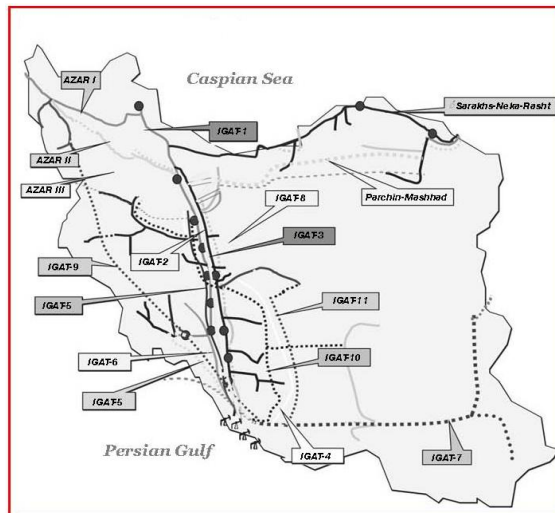 Caspian Sea
AZAR I
Sarakhs-Neka-Rasht
IGAT-1
AZAR II
AZAR III
IGAT-8
Parchin-Mashhad
IGAT-2
IGAT-3
IGAT-9
IGAT-5
IGAT-11
IGAT-6
IGAT-10
IGAT-5
Persian Gulf
IGAT-4
IGAT-7